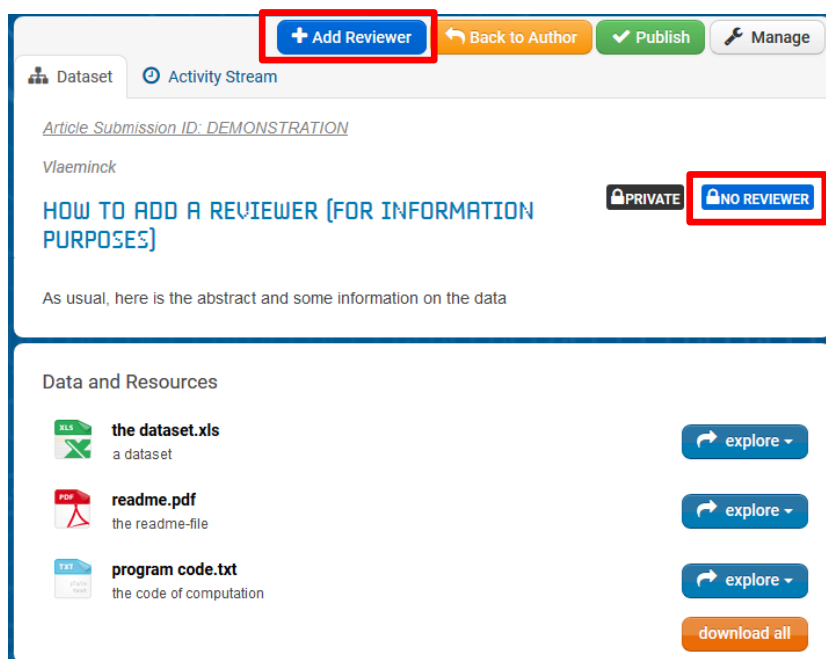 Add Reviewer Back to Author Publish Manage
Dataset Activity Stream
Article Submission ID: DEMONSTRATION
Vlaeminck
PRIVATE NO REVIEWER
HOW TO ADD A REVIEWER (FOR INFORMATION
PURPOSES)
As usual, here is the abstract and some information on the data
Data and Resources
XLS
the dataset.xls
explore
a dataset
PDF
readme.pdf
explore
the readme-file
TXT
program code.txt
explore
the code of computation
download all